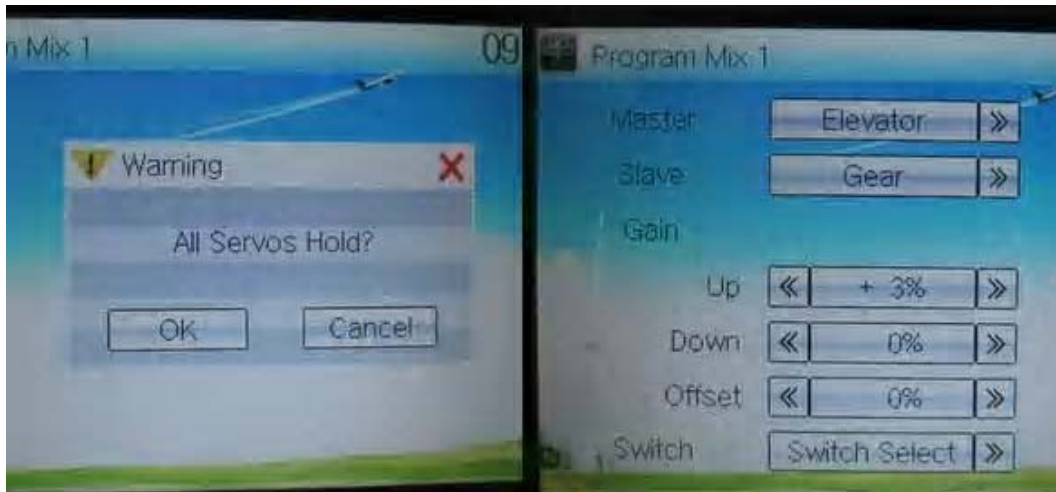 m Mix 1 09
Warning
All Servos Hold?
OK Cancel
Program Mix 1
Master Elevator
Slave Gear
Gain
Up + 3%
Down 0%
Offset 0%
Switch Switch Select